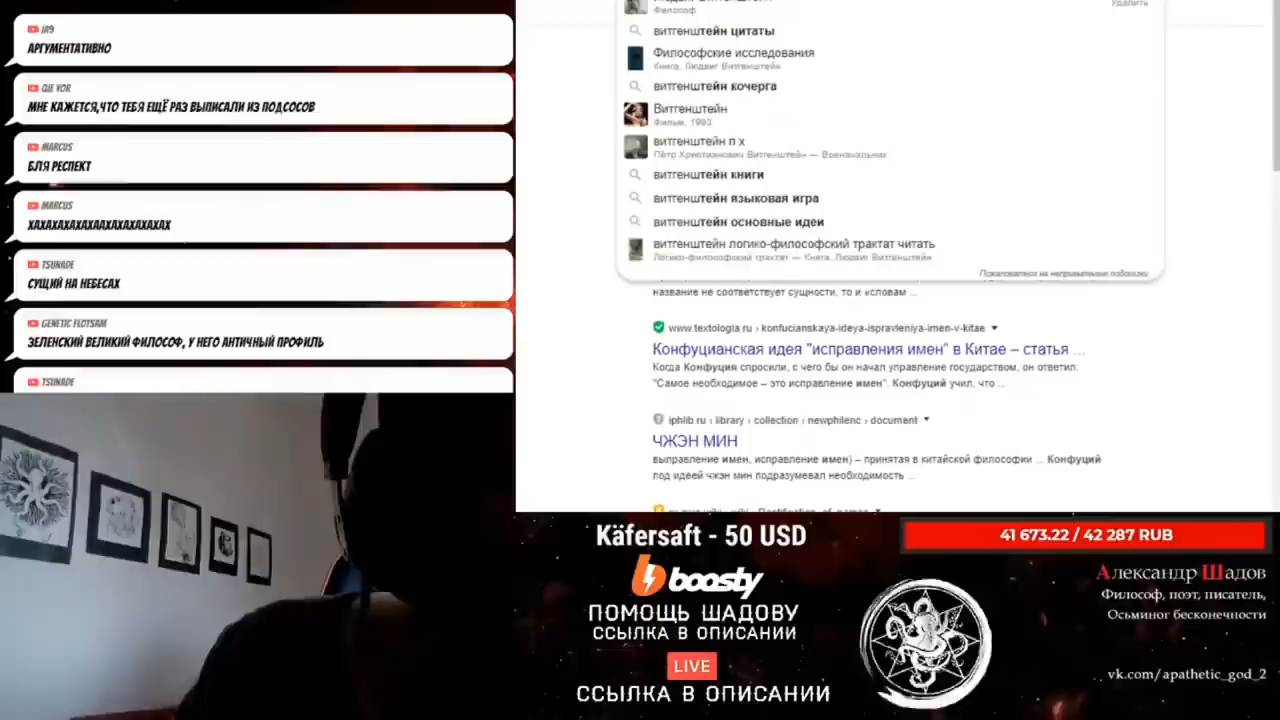 IA9
АРГУМЕНТАТИВНО
QIE YOR
МНЕ КАЖЕТСЯ,ЧТО ТЕБЯ ЕЩЁ РАЗ ВЫПИСАЛИ ИЗ ПОДСОСОВ
MARCUS
БЛЯ РЕСПЕКТ
MARCUS
ХАХАХАХАХАХААХАХАХАХАХАХ
TSUNADE
СУЩИЙ НА НЕБЕСАХ
GENETIC FLOTSAM
ЗЕЛЕНСКИЙ ВЕЛИКИЙ ФИЛОСОФ, У НЕГО АНТИЧНЫЙ ПРОФИЛЬ
TSUNADE
Удалить
Философ
витгенштейн цитаты
Философские исследования
Книга, Людвиг Витгенштейн
витгенштейн кочерга
Витгенштейн
Фильм, 1993
витгенштейн п х
Пётр Христианович Витгенштейн — Военачальник
витгенштейн книги
витгенштейн языковая игра
витгенштейн основные идеи
витгенштейн логико-философский трактат читать
Логико-философский трактат — Книга, Людвиг Витгенштейн
Пожаловаться на неправильные подсказки
название не соответствует сущности, то и «словам ...
www.textologia.ru › konfucianskaya-ideya-ispravleniya-imen-v-kitae
Конфуцианская идея "исправления имен" в Китае – статья ...
Когда Конфуция спросили, с чего бы он начал управление государством, он ответил:
"Самое необходимое – это исправление имен". Конфуций учил, что ...
iphlib.ru › library › collection › newphilenc › document
ЧЖЭН МИН
выправление имен, исправление имен) – принятая в китайской философии ... Конфуций
под идеей чжэн мин подразумевал необходимость ...
Käfersaft - 50 USD
boosty
ПОМОЩЬ ШАДОВУ
ССЫЛКА В ОПИСАНИИ
LIVE
ССЫЛКА В ОПИСАНИИ
41 673.22 / 42 287 RUB
Александр Шадов
Философ, поэт, писатель,
Осьминог бесконечности
vk.com/apathetic_god_2